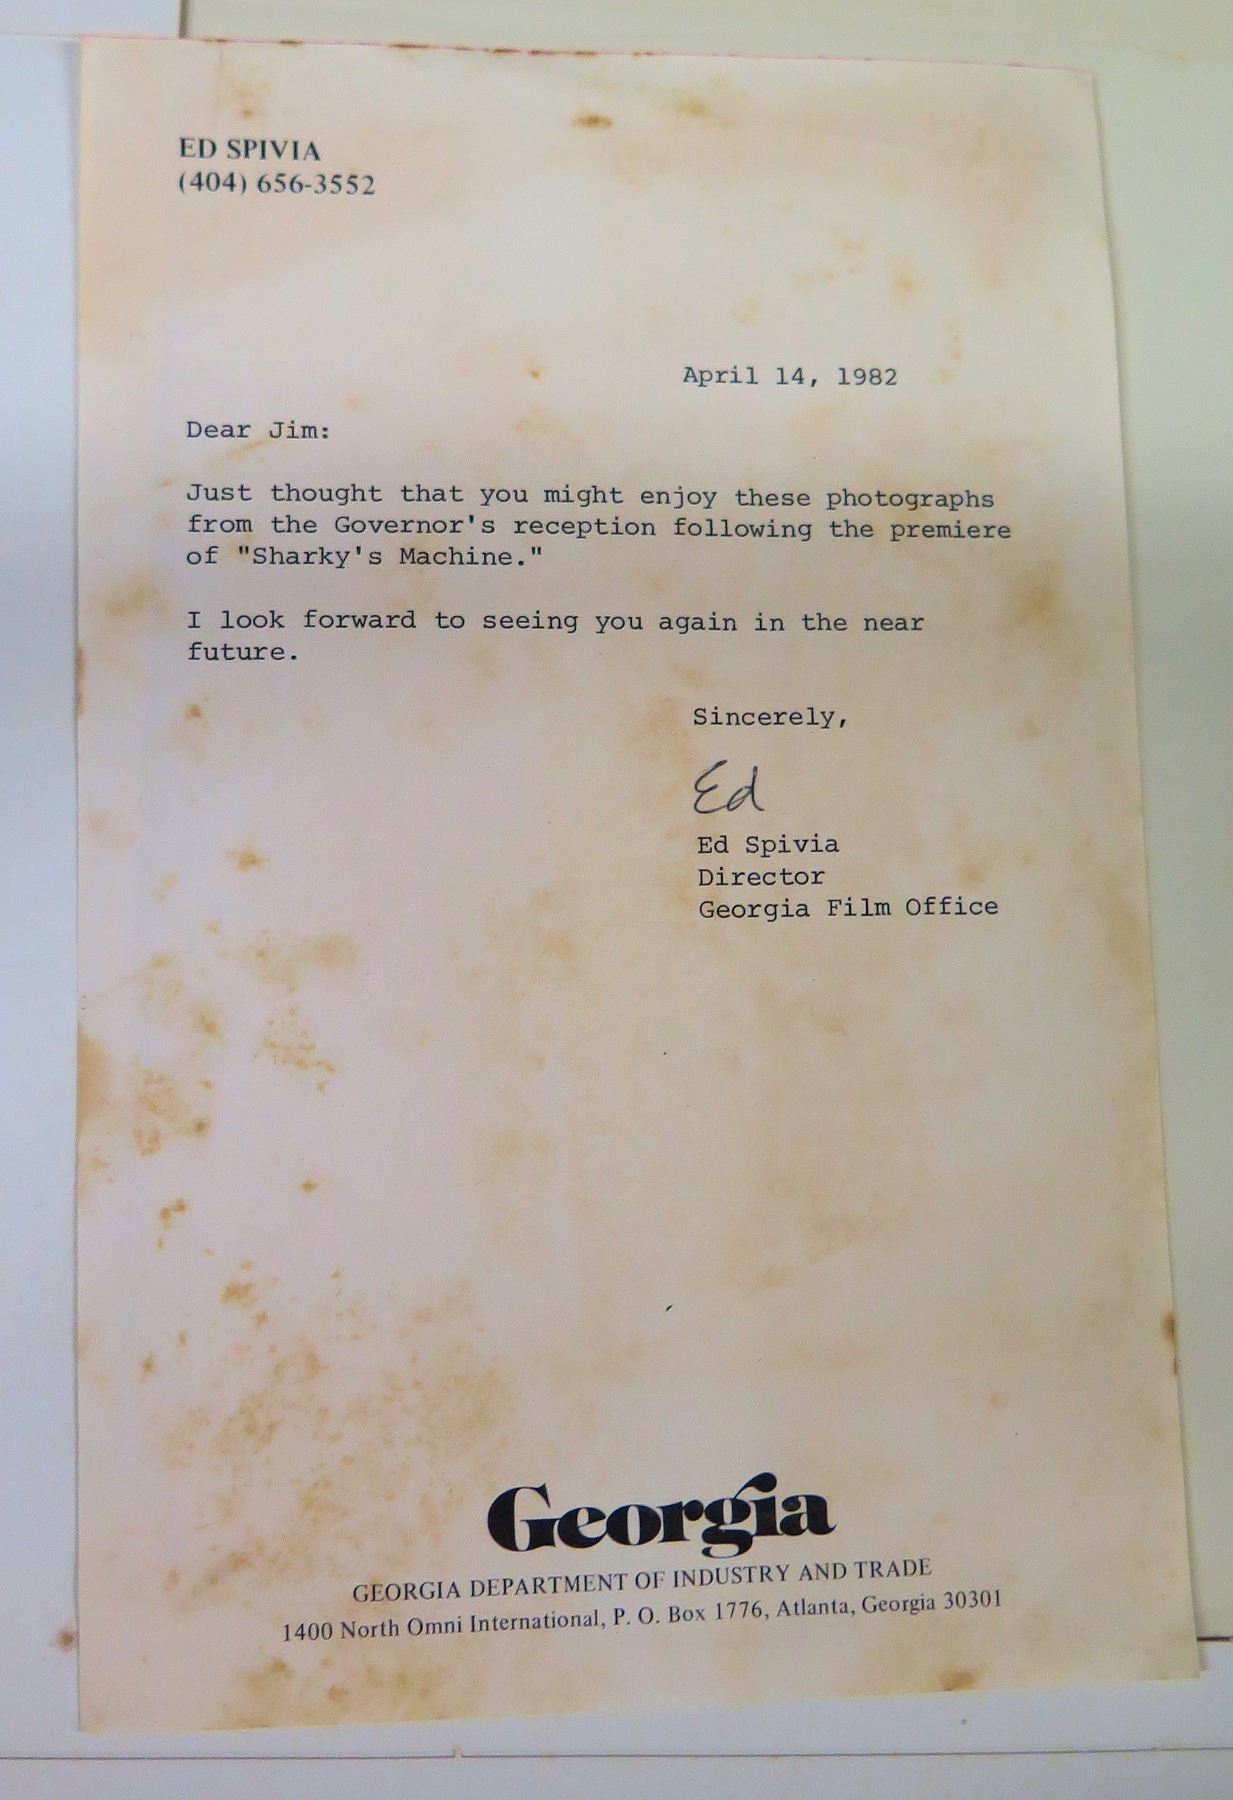 ED SPIVIA
(404) 656-3552
April 14, 1982
Dear Jim:
Just thought that you might enjoy these photographs
from the Governor's reception following the premiere
of "Sharky's Machine."
I look forward to seeing you again in the near
future.
Sincerely,
Ed
Ed Spivia
Director
Georgia Film Office
Georgia
GEORGIA DEPARTMENT OF INDUSTRY AND TRADE
1400 North Omni International, P. O. Box 1776, Atlanta, Georgia 30301